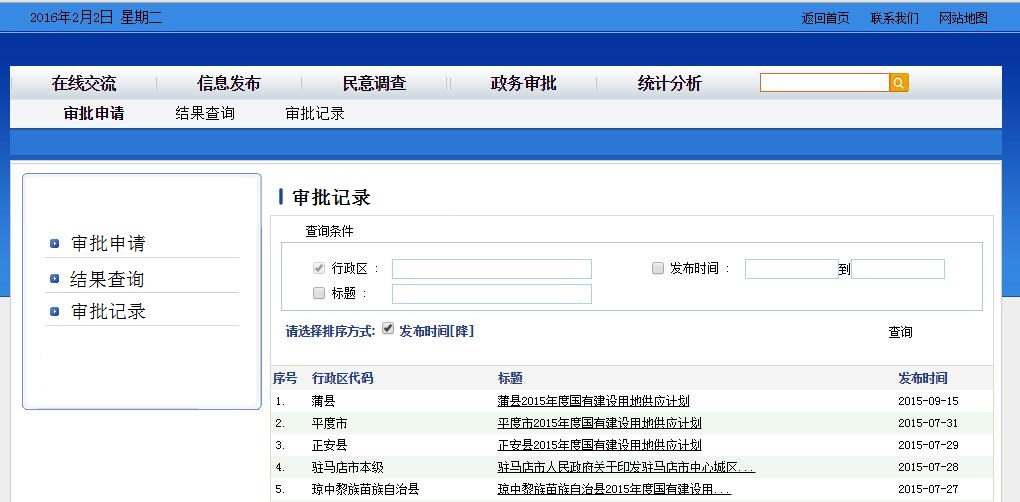 2016年2月2日 星期二 返回首页 联系我们 网站地图
在线交流 信息发布 民意调查 政务审批 统计分析
审批申请 结果查询 审批记录
审批申请
结果查询
审批记录
审批记录
查询条件
行政区 : 发布时间 : 到
标题 :
请选择排序方式: 发布时间[降] 查询
序号 行政区代码 标题 发布时间
1. 蒲县 蒲县2015年度国有建设用地供应计划 2015-09-15
2. 平度市 平度市2015年度国有建设用地供应计划 2015-07-31
3. 正安县 正安县2015年度国有建设用地供应计划 2015-07-29
4. 驻马店市本级 驻马店市人民政府关于印发驻马店市中心城区... 2015-07-28
5. 琼中黎族苗族自治县 琼中黎族苗族自治县2015年度国有建设用... 2015-07-27